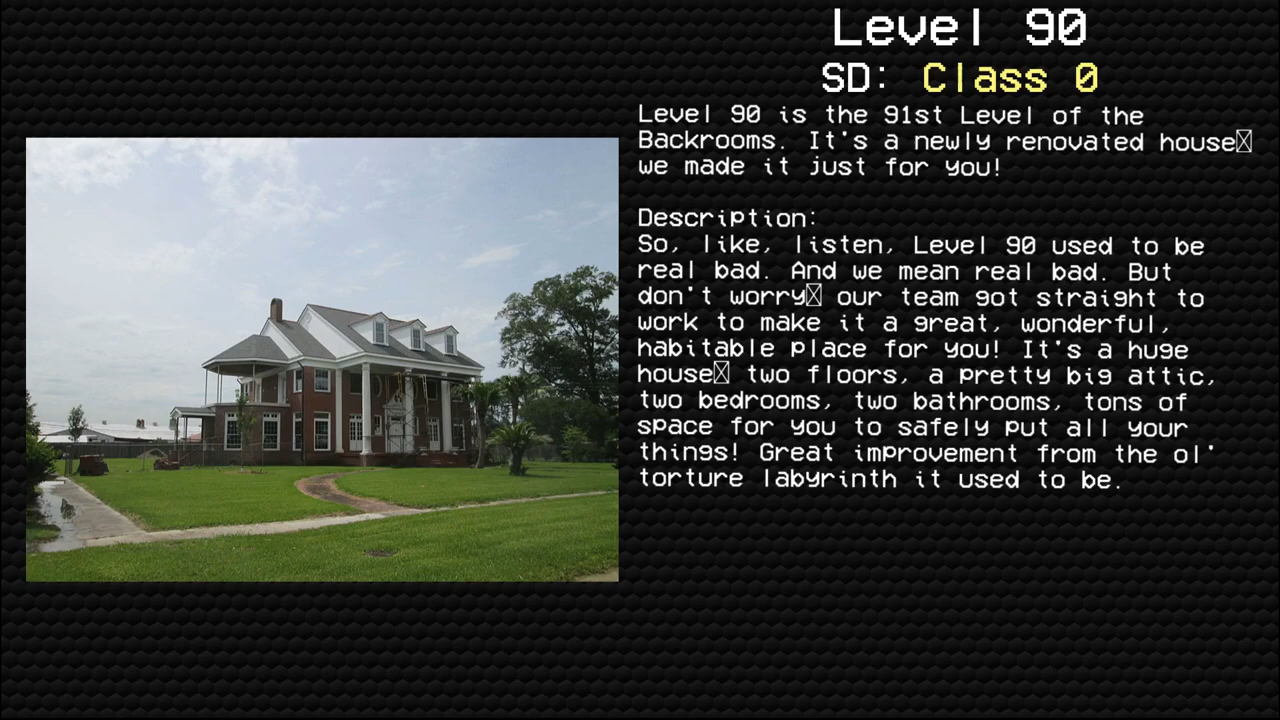 Level 90
SD: Class 0
Level 90 is the 91st Level of the
Backrooms. It's a newly renovated house�
we made it just for you!
Description:
So, like, listen, Level 90 used to be
real bad. And we mean real bad. But
don't worry� our team got straight to
work to make it a great, wonderful,
habitable place for you! It's a huge
house� two floors, a pretty big attic,
two bedrooms, two bathrooms, tons of
space for you to safely put all your
things! Great improvement from the ol'
torture labyrinth it used to be.